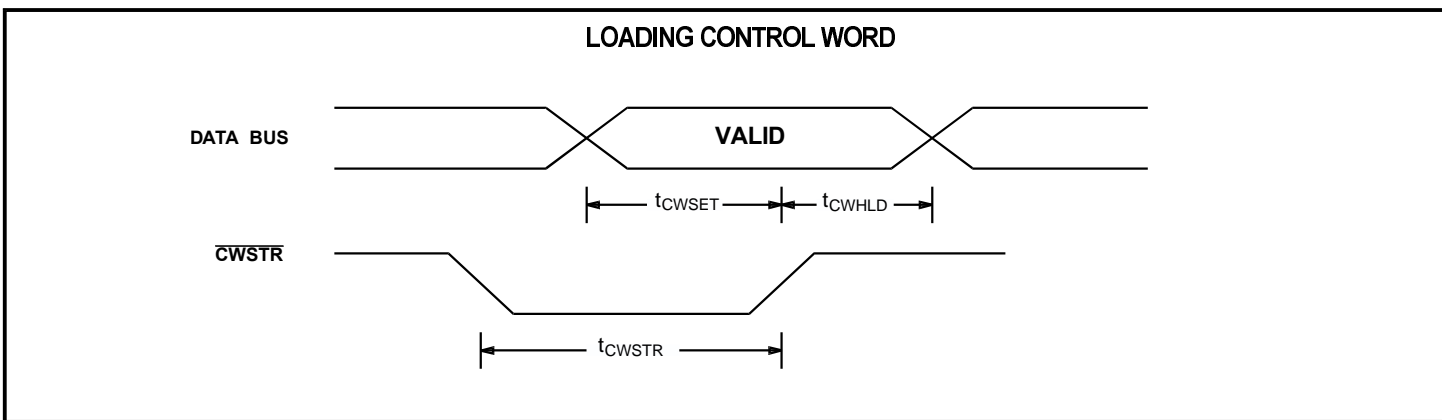 LOADING CONTROL WORD
DATA BUS
VALID
tCWSET
tCWHLD
CWSTR
tCWSTR